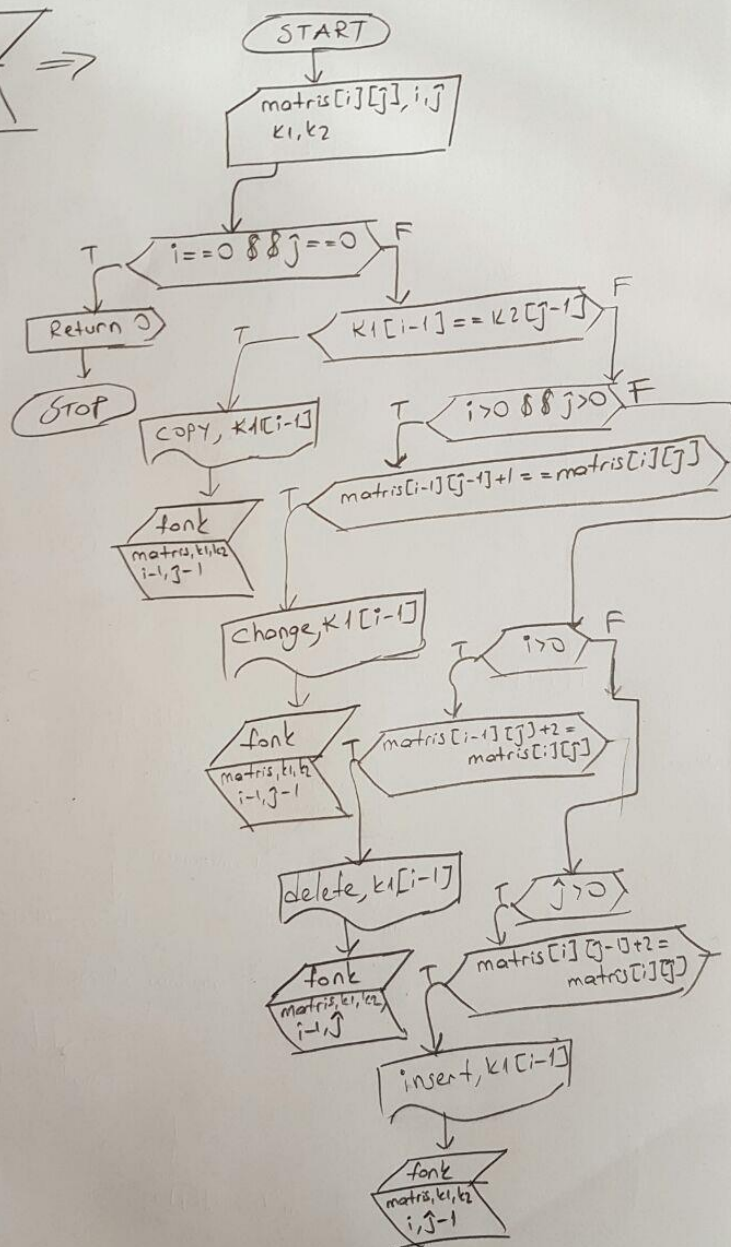 =>
START
matris[i][j], i,j
k1,k2
i==0 && j==0
T
F
Return 0
STOP
K1[i-1]==K2[j-1]
T
F
COPY, K1[i-1]
fonk
matris,k1,k2
i-1,j-1
i>0 && j>0
T
F
matris[i-1][j-1]+1==matris[i][j]
T
change, K1[i-1]
fonk
matris,k1,k2
i-1,j-1
i>0
T
F
matris[i-1][j]+2=
matris[i][j]
T
delete, k1[i-1]
fonk
matris,k1,k2,
i-1,j
j>0
T
matris[i][j-1]+2=
matris[i][j]
T
insert, k1[i-1]
fonk
matris,k1,k2
i,j-1